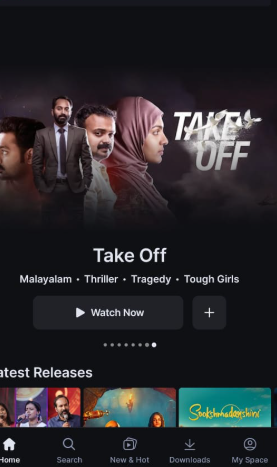 TAKE
OFF
Take Off
Malayalam • Thriller • Tragedy • Tough Girls
Watch Now
+
atest Releases
Sookshmadarshini
Home
Search
New & Hot
Downloads
My Space